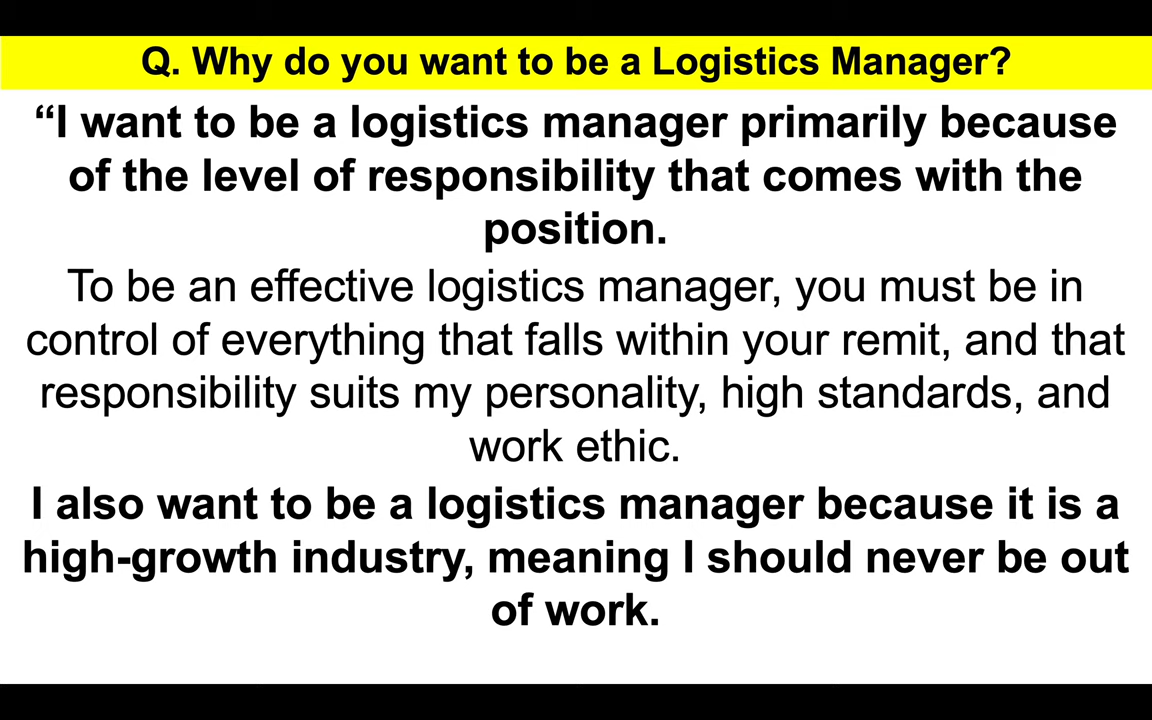 Q. Why do you want to be a Logistics Manager?
“I want to be a logistics manager primarily because
of the level of responsibility that comes with the
position.
To be an effective logistics manager, you must be in
control of everything that falls within your remit, and that
responsibility suits my personality, high standards, and
work ethic.
I also want to be a logistics manager because it is a
high-growth industry, meaning I should never be out
of work.